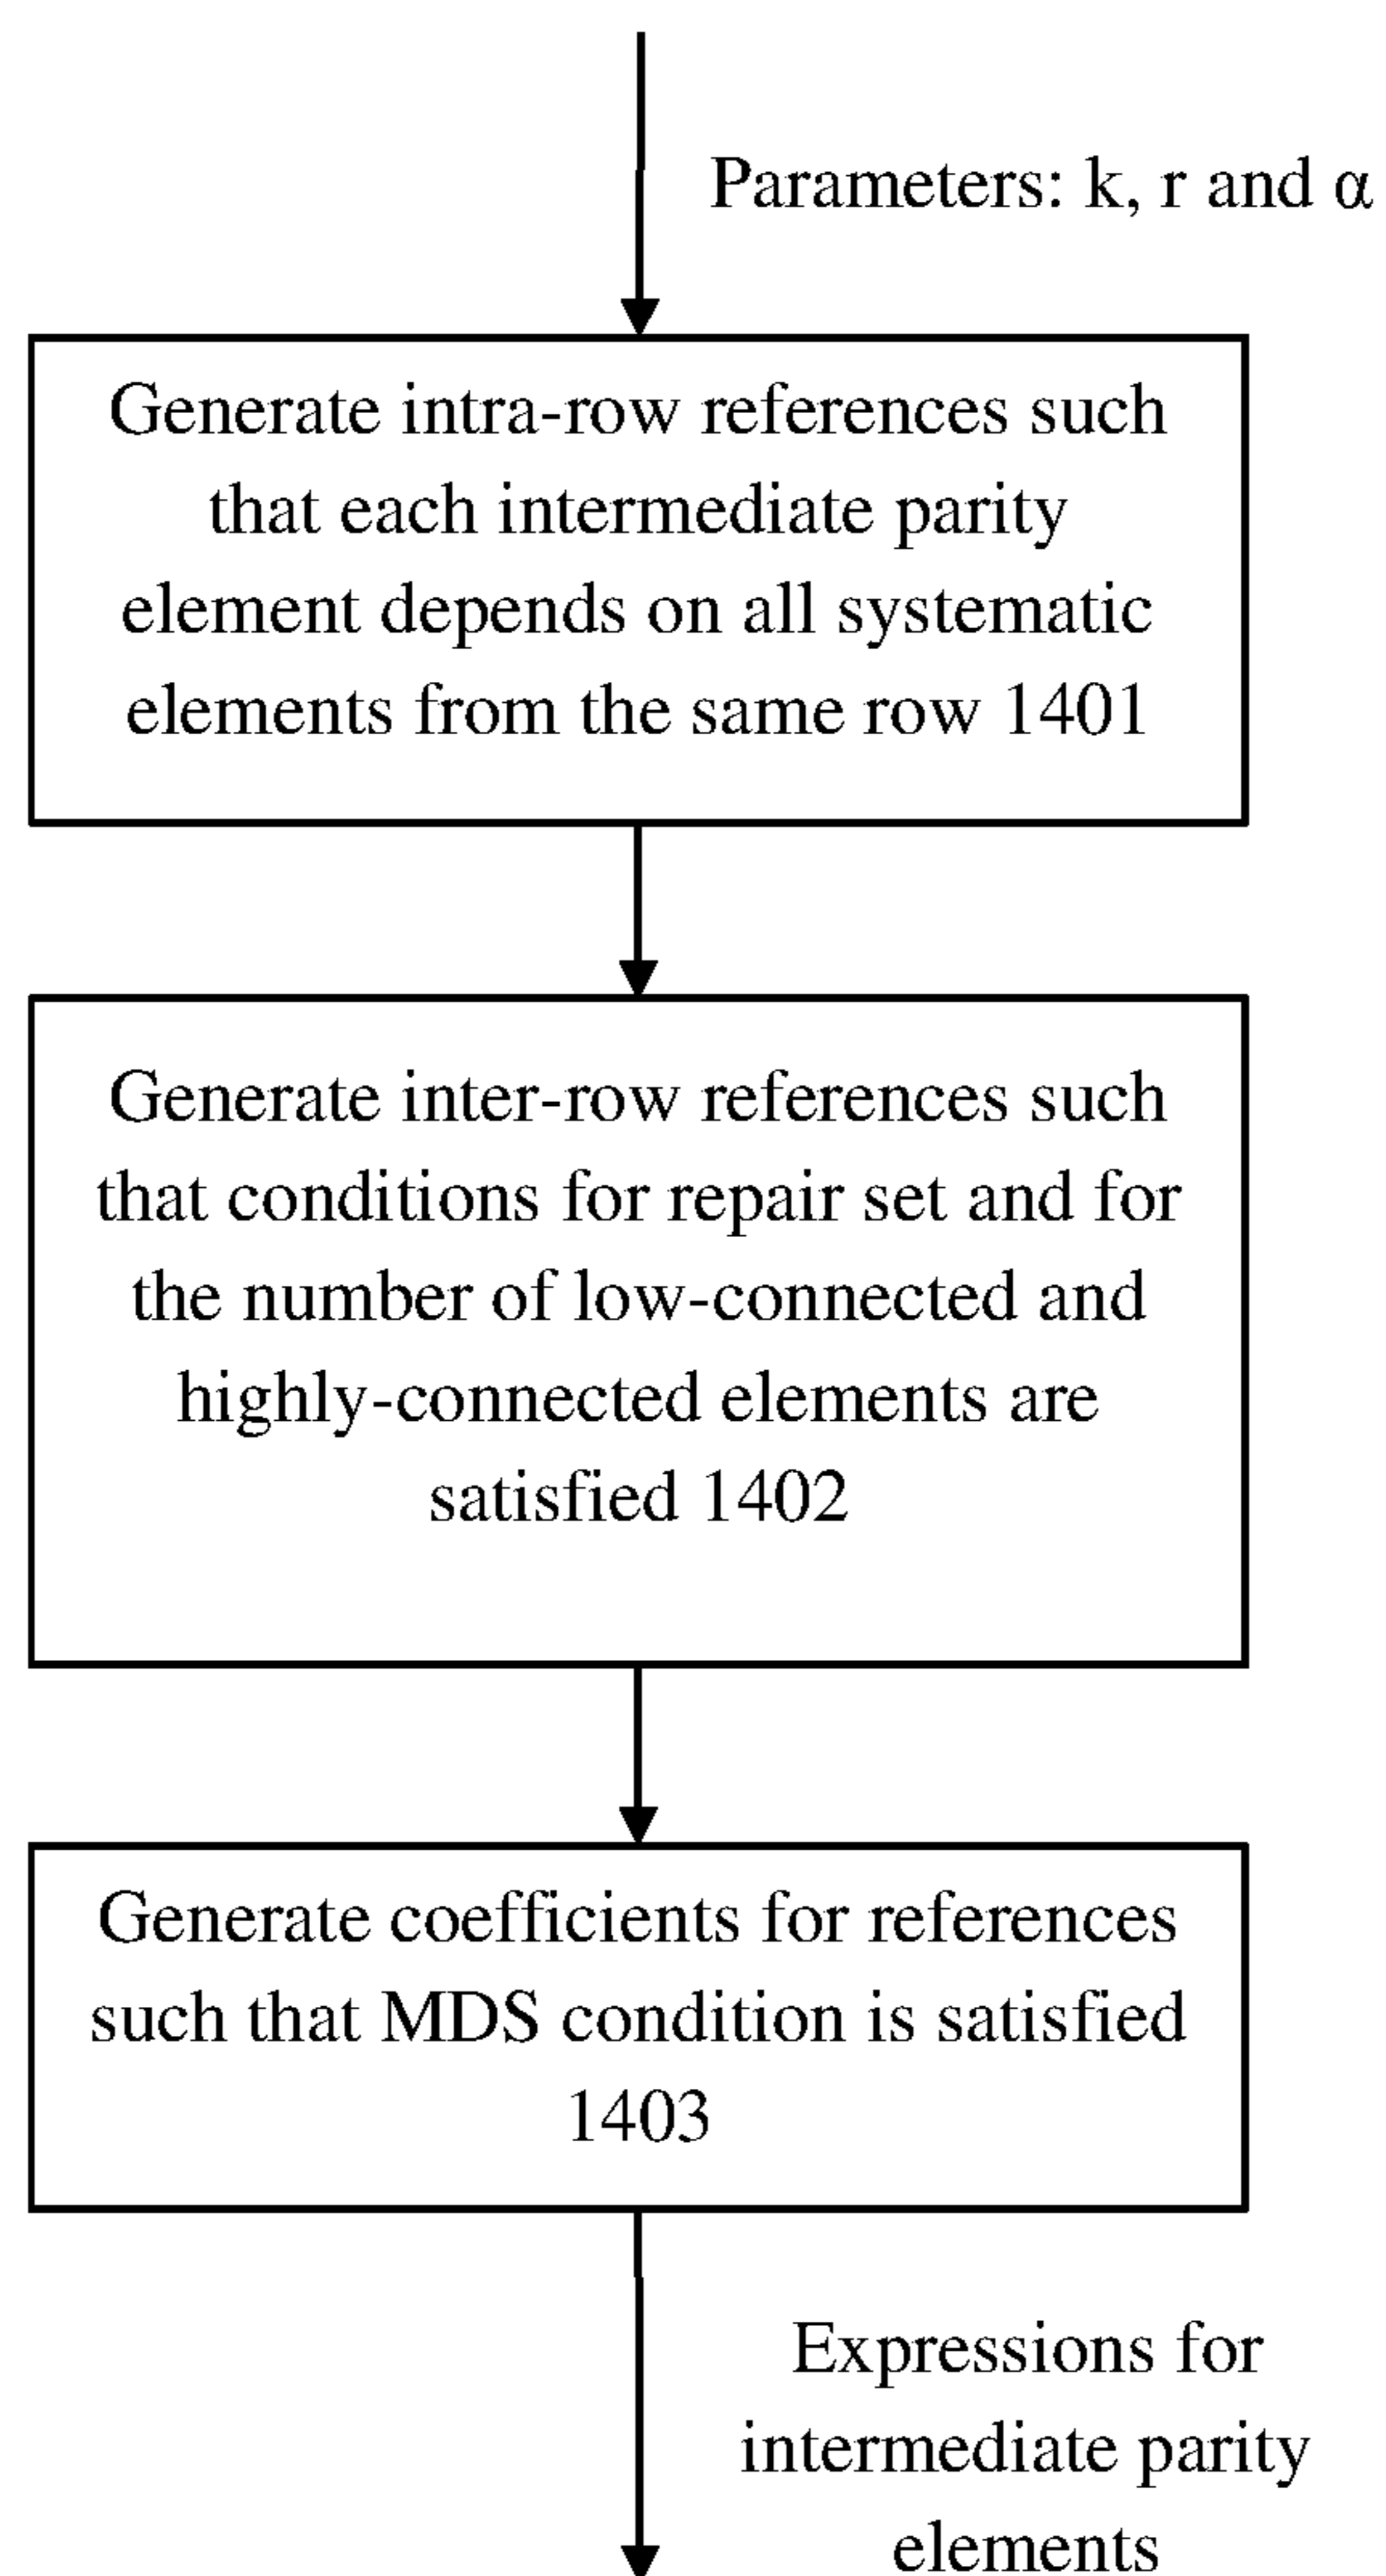 Parameters: k, r and α
Generate intra-row references such
that each intermediate parity
element depends on all systematic
elements from the same row 1401
Generate inter-row references such
that conditions for repair set and for
the number of low-connected and
highly-connected elements are
satisfied 1402
Generate coefficients for references
such that MDS condition is satisfied
1403
Expressions for
intermediate parity
elements